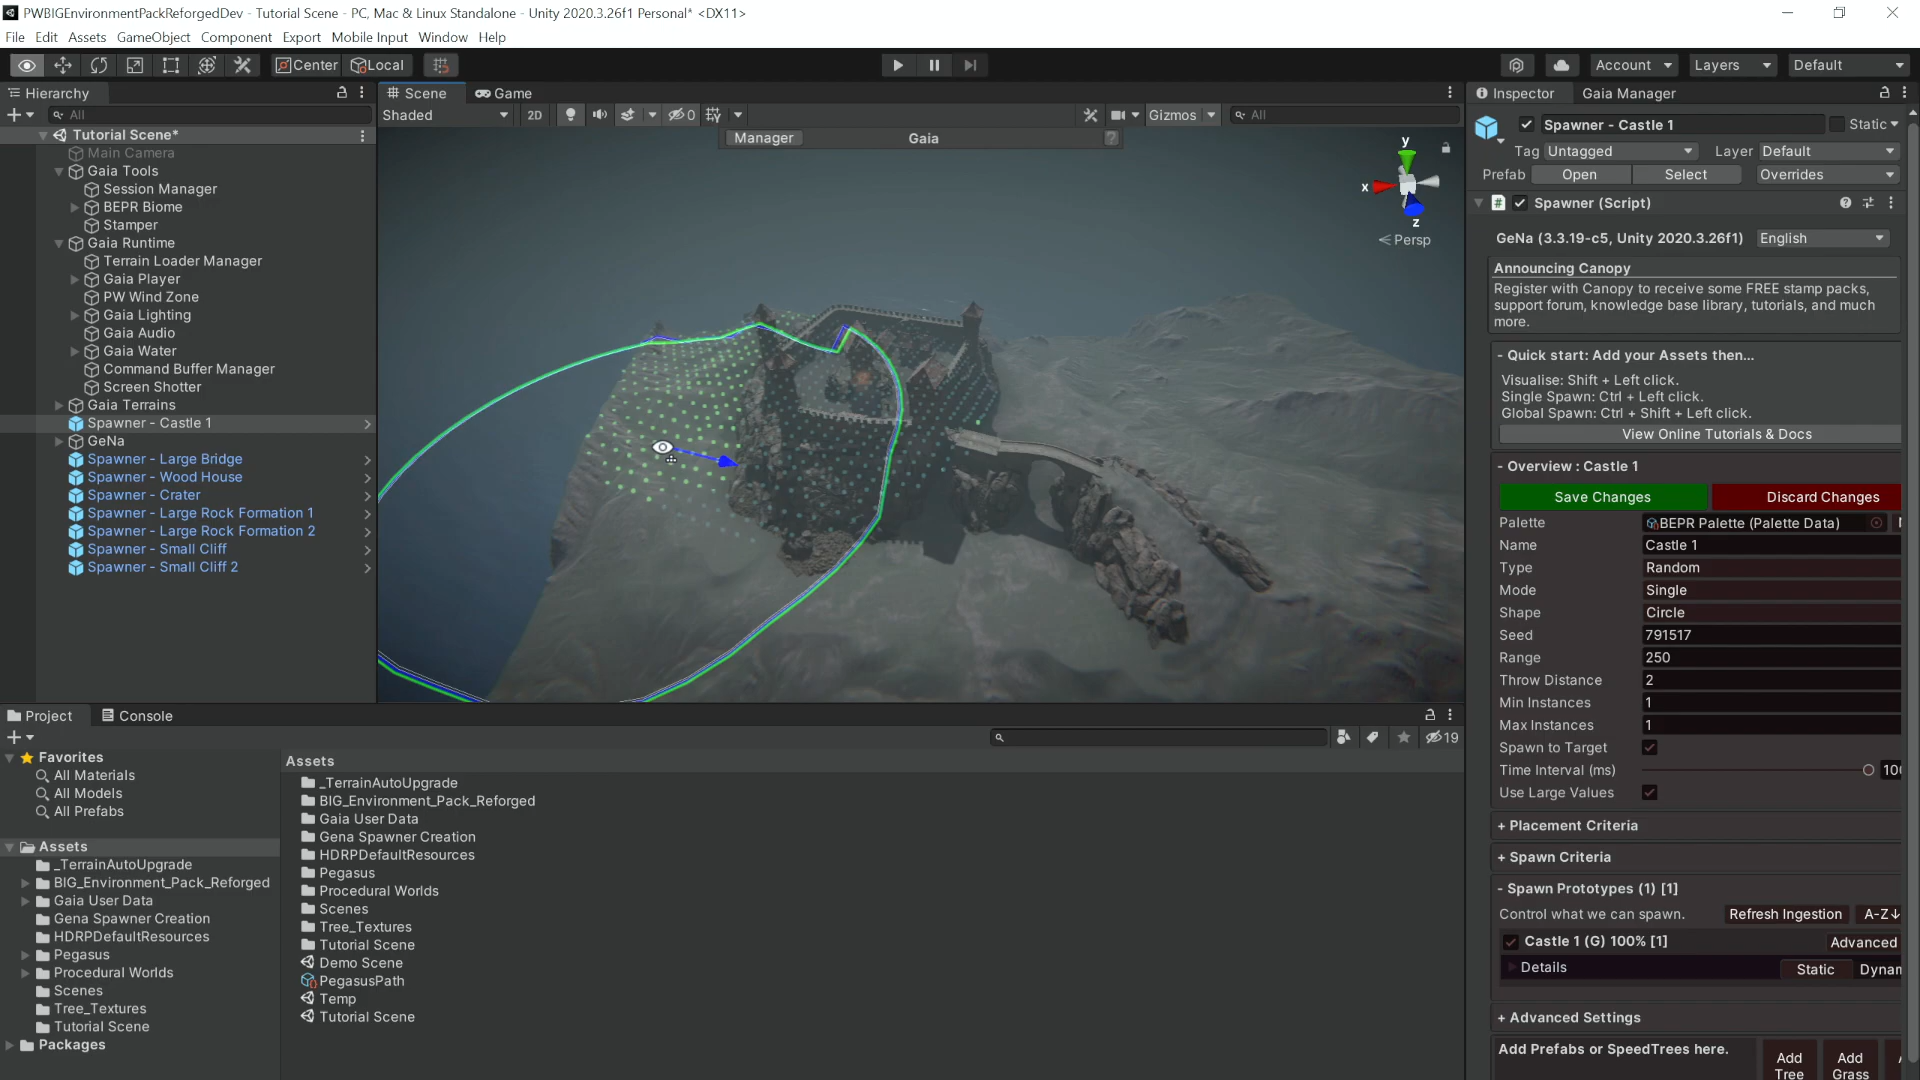 PWBIGEnvironmentPackReforgedDev - Tutorial Scene - PC, Mac & Linux Standalone - Unity 2020.3.26f1 Personal* <DX11>
File Edit Assets GameObject Component Export Mobile Input Window Help
Center Local Account Layers Default
Hierarchy
All
Tutorial Scene*
Main Camera
Gaia Tools
Session Manager
BEPR Biome
Stamper
Gaia Runtime
Terrain Loader Manager
Gaia Player
PW Wind Zone
Gaia Lighting
Gaia Audio
Gaia Water
Command Buffer Manager
Screen Shotter
Gaia Terrains
Spawner - Castle 1
GeNa
Spawner - Large Bridge
Spawner - Wood House
Spawner - Crater
Spawner - Large Rock Formation 1
Spawner - Large Rock Formation 2
Spawner - Small Cliff
Spawner - Small Cliff 2
Scene Game
Shaded 2D 0 Gizmos All
Manager Gaia
y
x
z
Persp
Inspector Gaia Manager
Spawner - Castle 1 Static
Tag Untagged Layer Default
Prefab Open Select Overrides
Spawner (Script)
GeNa (3.3.19-c5, Unity 2020.3.26f1) English
Announcing Canopy
Register with Canopy to receive some FREE stamp packs,
support forum, knowledge base library, tutorials, and much
more.
- Quick start: Add your Assets then...
Visualise: Shift + Left click.
Single Spawn: Ctrl + Left click.
Global Spawn: Ctrl + Shift + Left click.
View Online Tutorials & Docs
- Overview : Castle 1
Save Changes Discard Changes
Palette BEPR Palette (Palette Data)
Name Castle 1
Type Random
Mode Single
Shape Circle
Seed 791517
Range 250
Throw Distance 2
Min Instances 1
Max Instances 1
Spawn to Target
Time Interval (ms)
Use Large Values
+ Placement Criteria
+ Spawn Criteria
- Spawn Prototypes (1) [1]
Control what we can spawn. Refresh Ingestion A-Z↓
Castle 1 (G) 100% [1] Advanced
Details Static Dynam
+ Advanced Settings
Add Prefabs or SpeedTrees here. Add Tree Add Grass
Project Console
19
Favorites
All Materials
All Models
All Prefabs
Assets
_TerrainAutoUpgrade
BIG_Environment_Pack_Reforged
Gaia User Data
Gena Spawner Creation
HDRPDefaultResources
Pegasus
Procedural Worlds
Scenes
Tree_Textures
Tutorial Scene
Packages
Assets
_TerrainAutoUpgrade
BIG_Environment_Pack_Reforged
Gaia User Data
Gena Spawner Creation
HDRPDefaultResources
Pegasus
Procedural Worlds
Scenes
Tree_Textures
Tutorial Scene
Demo Scene
PegasusPath
Temp
Tutorial Scene